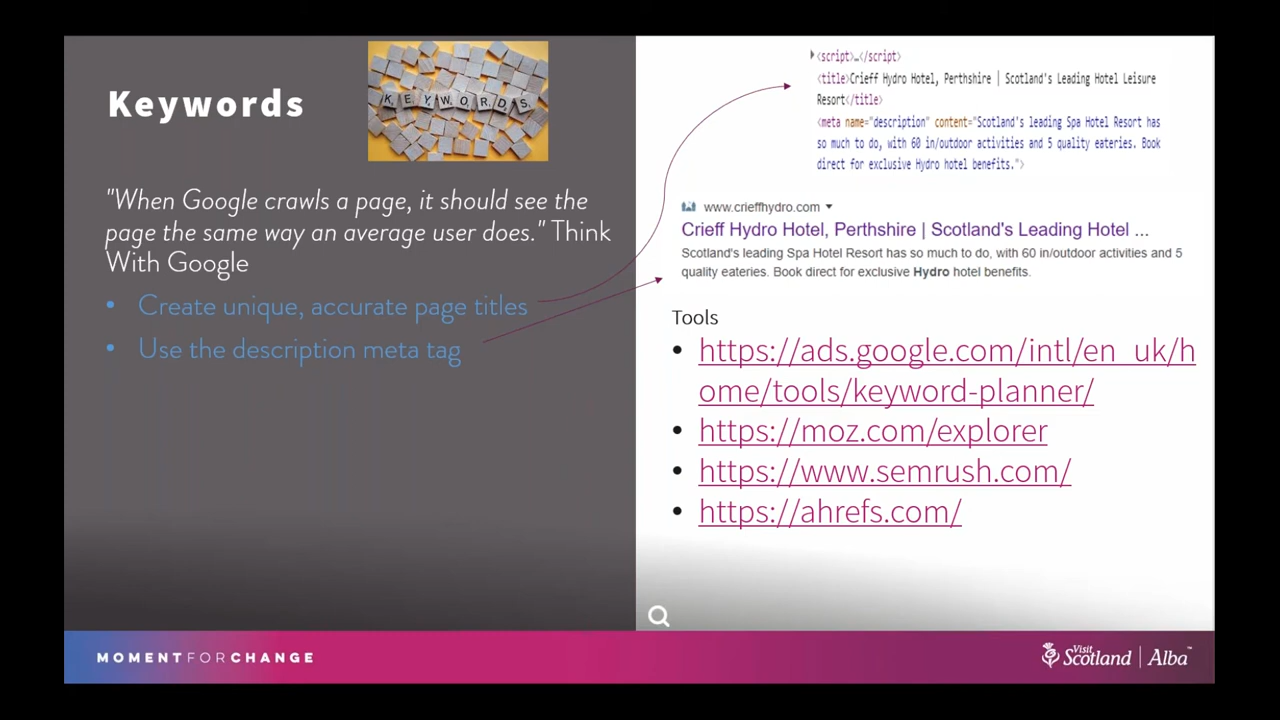 Keywords
KEYWORDS
"When Google crawls a page, it should see the
page the same way an average user does." Think
With Google
• Create unique, accurate page titles
• Use the description meta tag
<script>…</script>
<title>Crieff Hydro Hotel, Perthshire | Scotland's Leading Hotel Leisure
Resort</title>
<meta name="description" content="Scotland's leading Spa Hotel Resort has
so much to do, with 60 in/outdoor activities and 5 quality eateries. Book
direct for exclusive Hydro hotel benefits.">
www.crieffhydro.com
Crieff Hydro Hotel, Perthshire | Scotland's Leading Hotel ...
Scotland's leading Spa Hotel Resort has so much to do, with 60 in/outdoor activities and 5
quality eateries. Book direct for exclusive Hydro hotel benefits.
Tools
• https://ads.google.com/intl/en_uk/h
ome/tools/keyword-planner/
• https://moz.com/explorer
• https://www.semrush.com/
• https://ahrefs.com/
MOMENTFORCHANGE
Visit
Scotland | Alba™